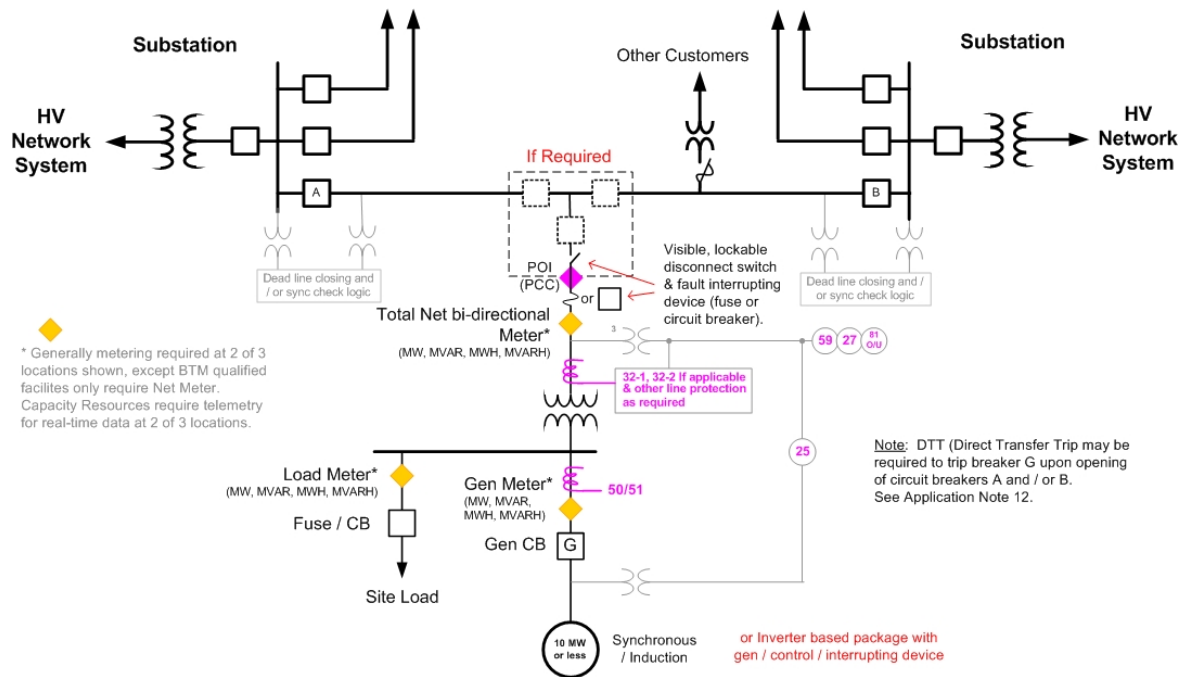 Substation
Substation
Other Customers
HV
Network
System
HV
Network
System
If Required
A
B
Dead line closing and
/ or sync check logic
POI
(PCC)
or
Visible, lockable
disconnect switch
& fault interrupting
device (fuse or
circuit breaker).
Dead line closing and /
or sync check logic
Total Net bi-directional
Meter*
(MW, MVAR, MWH, MVARH)
3
59
27
81
O/U
* Generally metering required at 2 of 3
locations shown, except BTM qualified
facilites only require Net Meter.
Capacity Resources require telemetry
for real-time data at 2 of 3 locations.
32-1, 32-2 If applicable
& other line protection
as required
25
Note: DTT (Direct Transfer Trip may be
required to trip breaker G upon opening
of circuit breakers A and / or B.
See Application Note 12.
Load Meter*
(MW, MVAR, MWH, MVARH)
Fuse / CB
Site Load
Gen Meter*
(MW, MVAR,
MWH, MVARH)
50/51
Gen CB
G
10 MW
or less
Synchronous
/ Induction
or Inverter based package with
gen / control / interrupting device